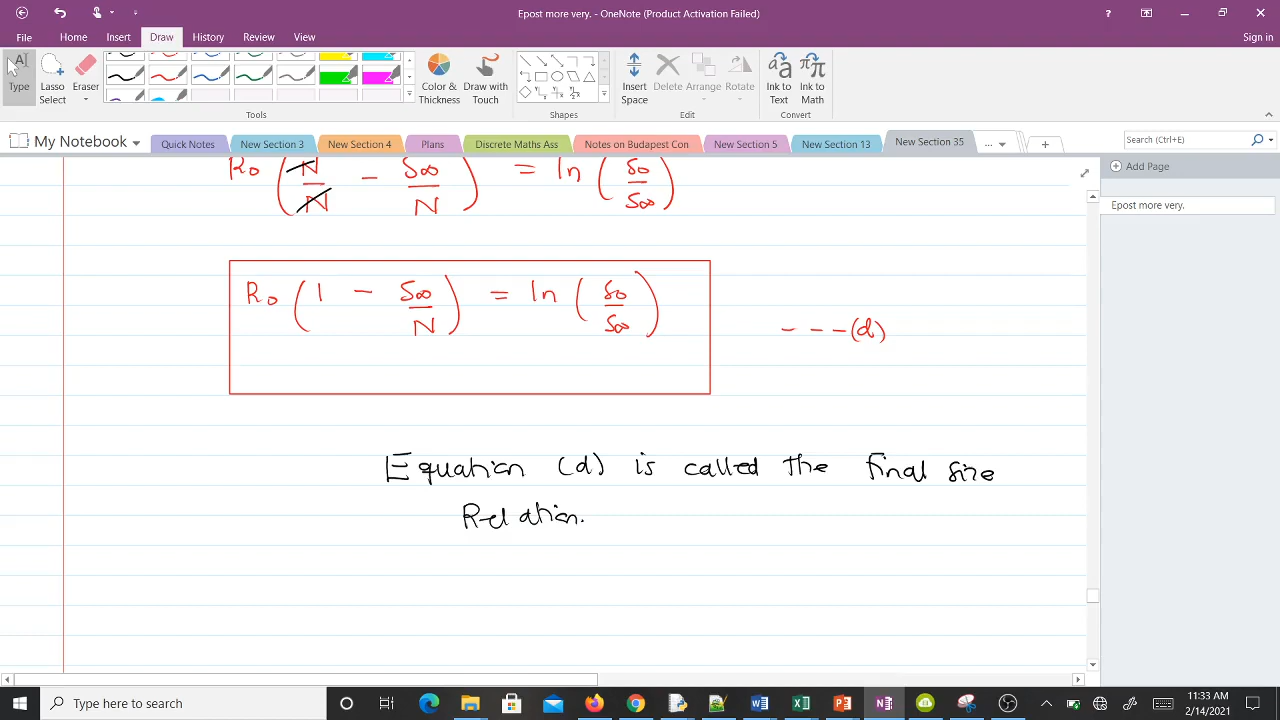 Epost more very. - OneNote (Product Activation Failed)
File Home Insert Draw History Review View Sign in
Type
Lasso Select
Eraser
Color & Thickness
Draw with Touch
Insert Space
Delete
Arrange
Rotate
Ink to Text
Ink to Math
Tools Shapes Edit Convert
My Notebook Quick Notes New Section 3 New Section 4 Plans Discrete Maths Ass Notes on Budapest Con New Section 5 New Section 13 New Section 35 ... Search (Ctrl+E)
Add Page
Epost more very.
R₀ (N/N - S∞/N) = ln (S₀/S∞)
R₀ (1 - S∞/N) = ln (S₀/S∞)
- - - (d)
Equation (d) is called the final size
Relation.
Type here to search
11:33 AM
2/14/2021